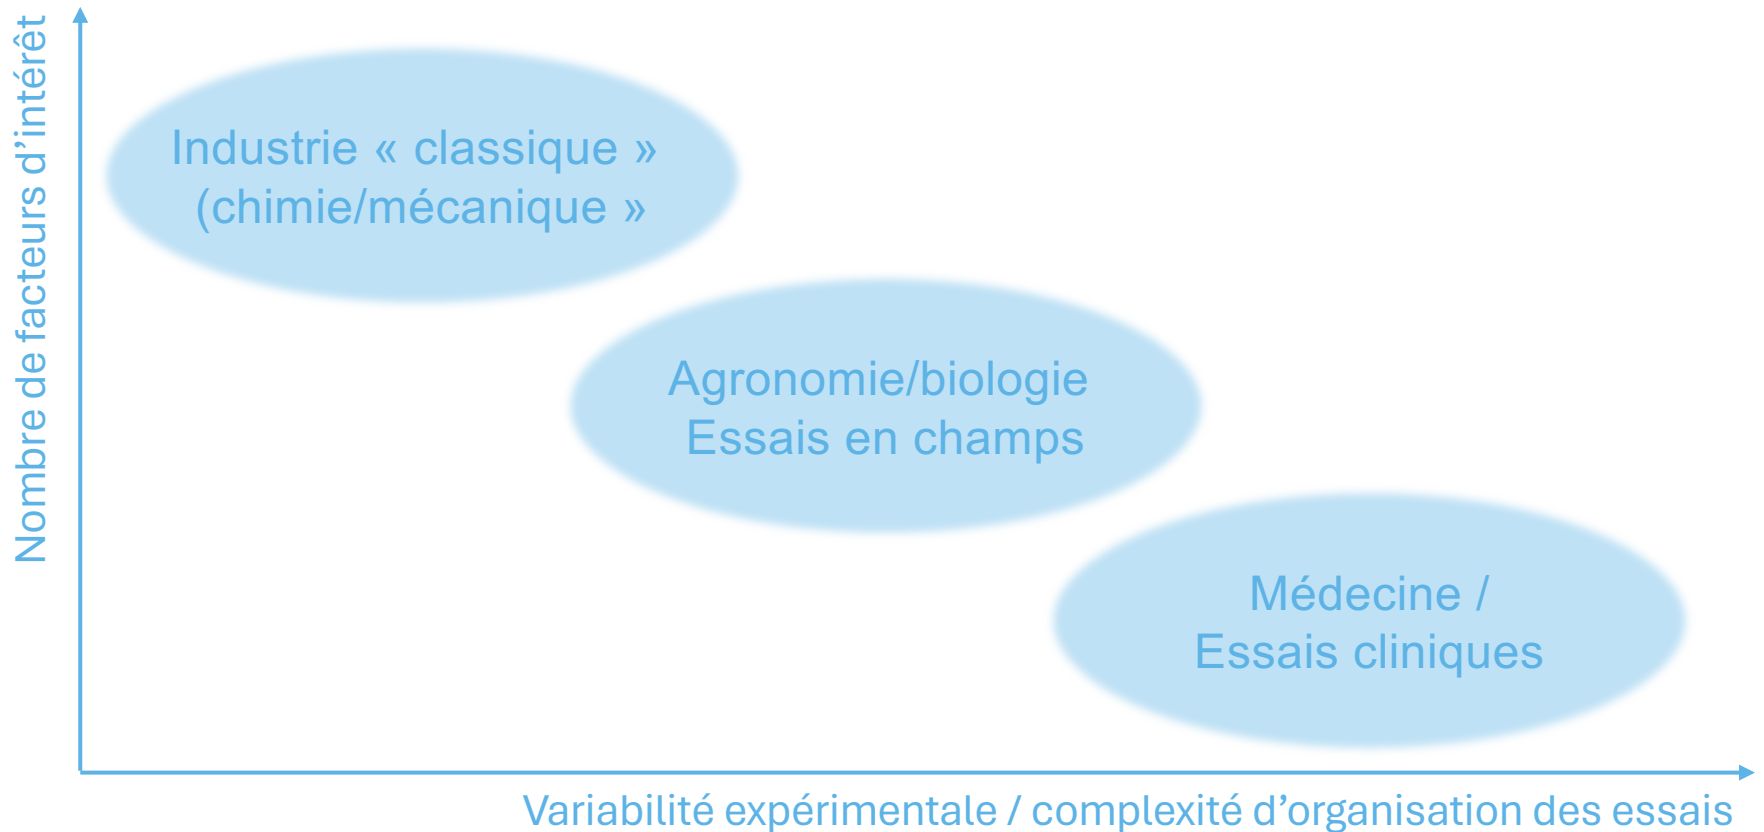 Nombre de facteurs d’intérêt
Industrie « classique »
(chimie/mécanique »
Agronomie/biologie
Essais en champs
Médecine /
Essais cliniques
Variabilité expérimentale / complexité d’organisation des essais